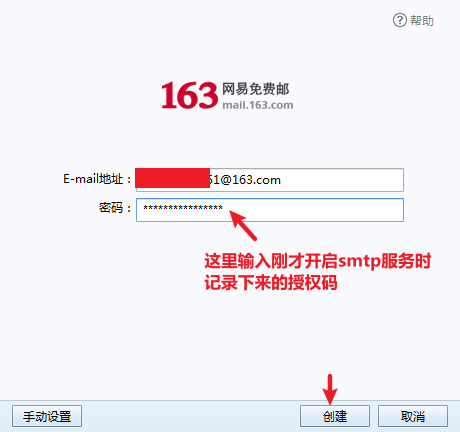 帮助
163 网易免费邮
mail.163.com
E-mail地址：
61@163.com
密码：
****************
这里输入刚才开启smtp服务时
记录下来的授权码
手动设置
创建
取消